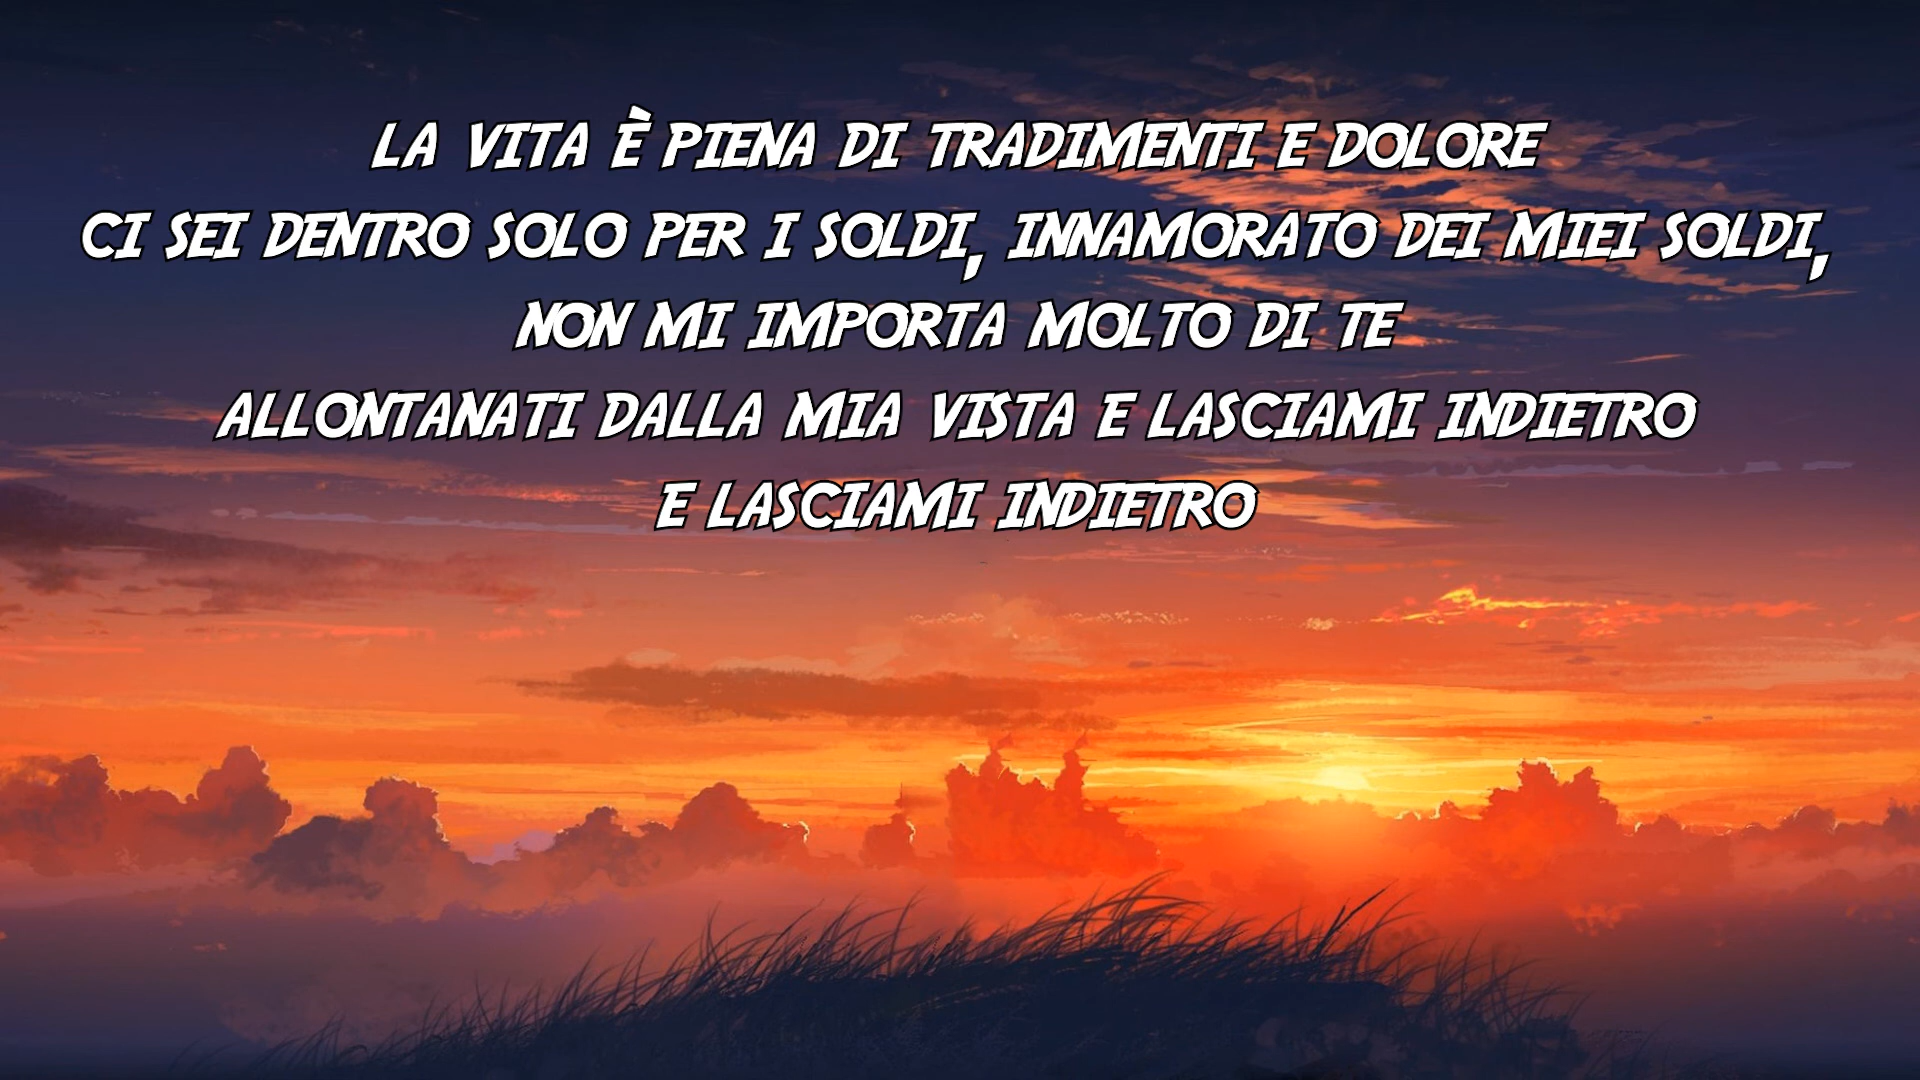 LA VITA È PIENA DI TRADIMENTI E DOLORE
CI SEI DENTRO SOLO PER I SOLDI, INNAMORATO DEI MIEI SOLDI,
NON MI IMPORTA MOLTO DI TE
ALLONTANATI DALLA MIA VISTA E LASCIAMI INDIETRO
E LASCIAMI INDIETRO